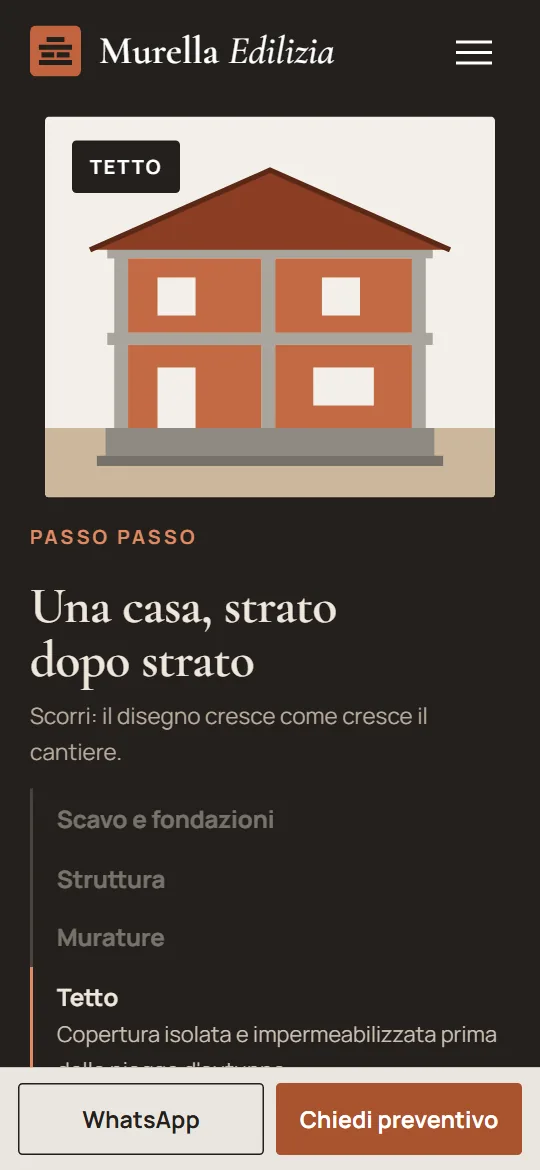 Murella Edilizia
TETTO
PASSO PASSO
Una casa, strato
dopo strato
Scorri: il disegno cresce come cresce il
cantiere.
Scavo e fondazioni
Struttura
Murature
Tetto
Copertura isolata e impermeabilizzata prima
WhatsApp
Chiedi preventivo